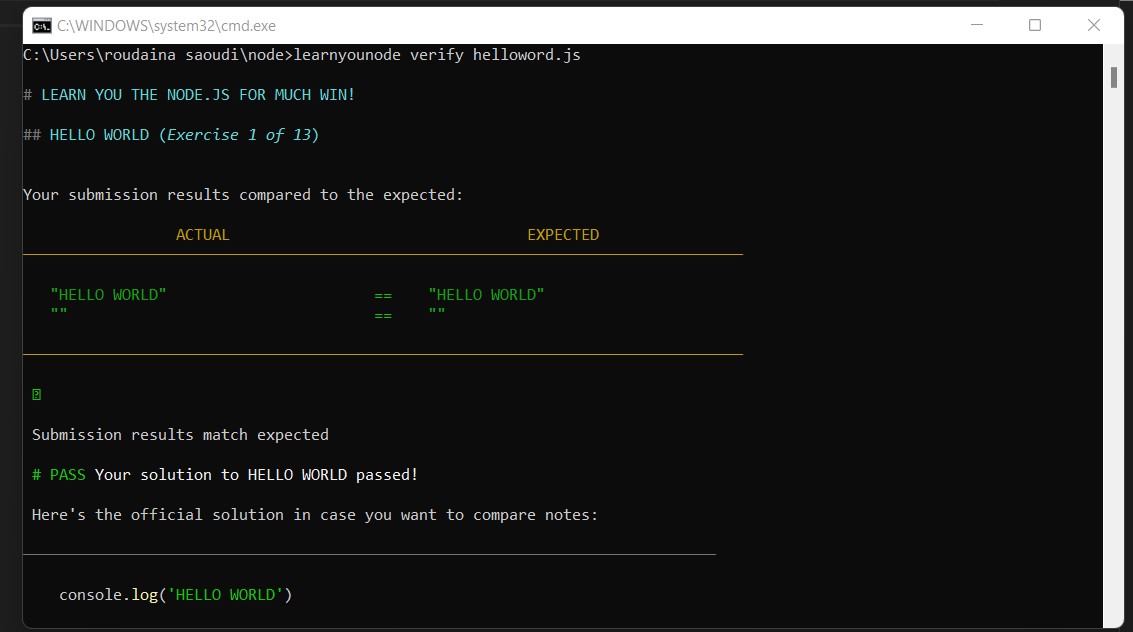 C:\WINDOWS\system32\cmd.exe
C:\Users\roudaina saoudi\node>learnyounode verify helloword.js
# LEARN YOU THE NODE.JS FOR MUCH WIN!
## HELLO WORLD (Exercise 1 of 13)
Your submission results compared to the expected:
ACTUAL EXPECTED
"HELLO WORLD" == "HELLO WORLD"
"" == ""
Submission results match expected
# PASS Your solution to HELLO WORLD passed!
Here's the official solution in case you want to compare notes:
console.log('HELLO WORLD')